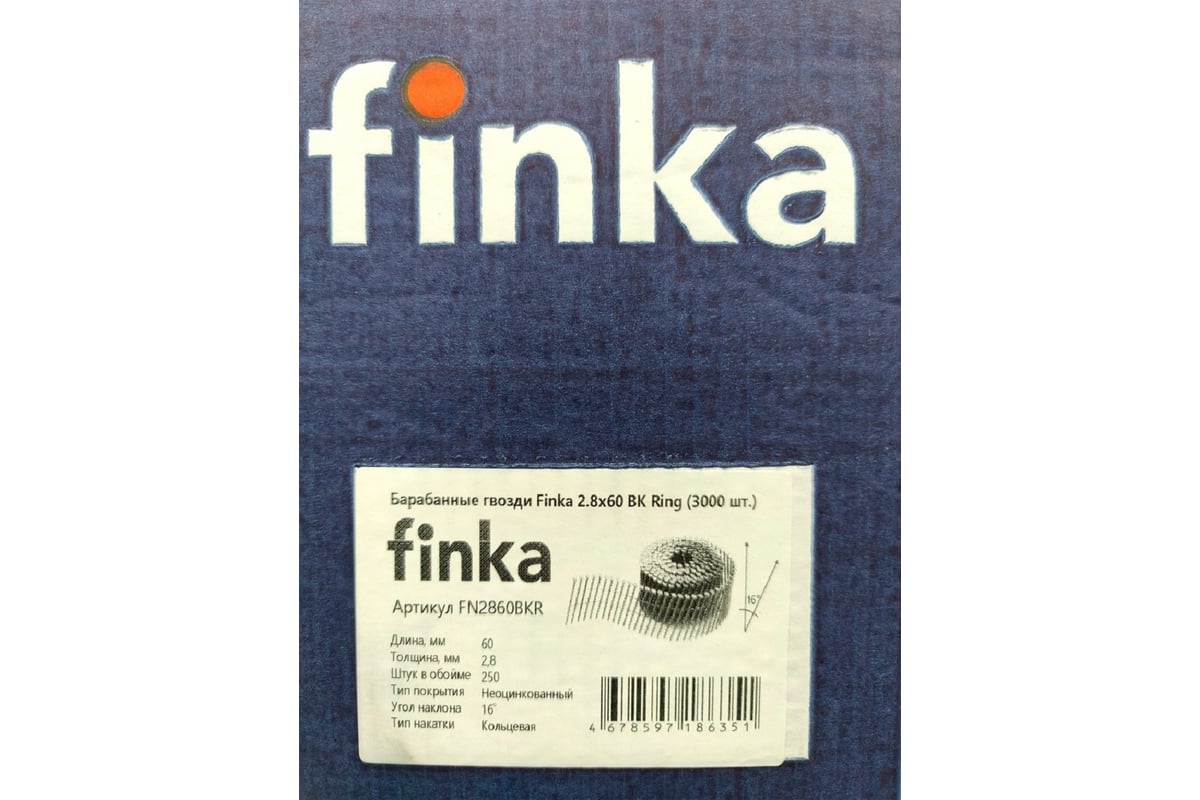 finka
Барабанные гвозди Finka 2.8x60 BK Ring (3000 шт.)
finka
Артикул FN2860BKR
16°
Длина, мм 60
Толщина, мм 2,8
Штук в обойме 250
Тип покрытия Неоцинкованный
Угол наклона 16°
Тип накатки Кольцевая
4 678597 186351